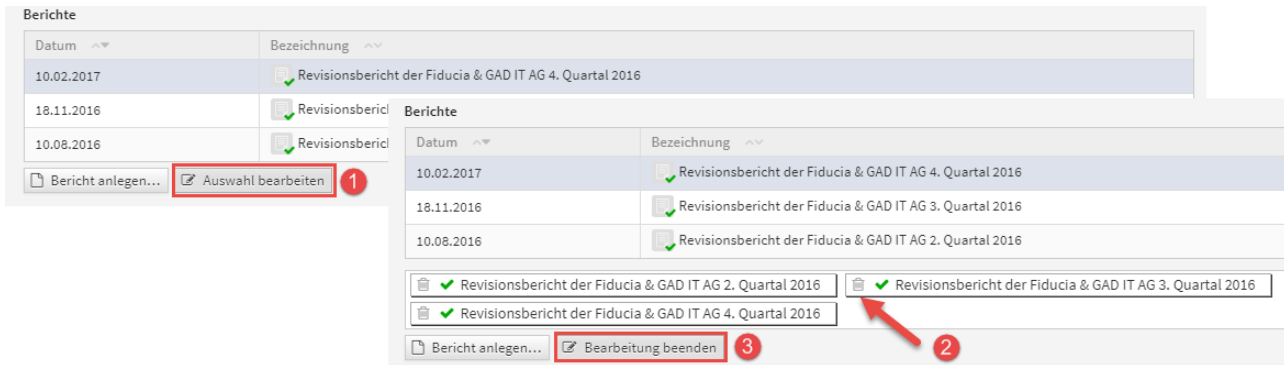 Berichte
Datum Bezeichnung
10.02.2017 Revisionsbericht der Fiducia & GAD IT AG 4. Quartal 2016
18.11.2016 Revisionsberich
10.08.2016 Revisionsberich
Bericht anlegen... Auswahl bearbeiten 1
Berichte
Datum Bezeichnung
10.02.2017 Revisionsbericht der Fiducia & GAD IT AG 4. Quartal 2016
18.11.2016 Revisionsbericht der Fiducia & GAD IT AG 3. Quartal 2016
10.08.2016 Revisionsbericht der Fiducia & GAD IT AG 2. Quartal 2016
Revisionsbericht der Fiducia & GAD IT AG 2. Quartal 2016 Revisionsbericht der Fiducia & GAD IT AG 3. Quartal 2016
Revisionsbericht der Fiducia & GAD IT AG 4. Quartal 2016
Bericht anlegen... Bearbeitung beenden 3 2